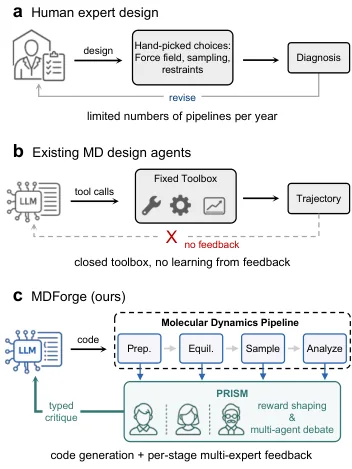 a Human expert design
design
Hand-picked choices:
Force field, sampling,
restraints
Diagnosis
revise
limited numbers of pipelines per year
b Existing MD design agents
LLM
tool calls
Fixed Toolbox
Trajectory
X no feedback
closed toolbox, no learning from feedback
c MDForge (ours)
Molecular Dynamics Pipeline
LLM
code
Prep.
Equil.
Sample
Analyze
PRISM
typed
critique
reward shaping
&
multi-agent debate
code generation + per-stage multi-expert feedback